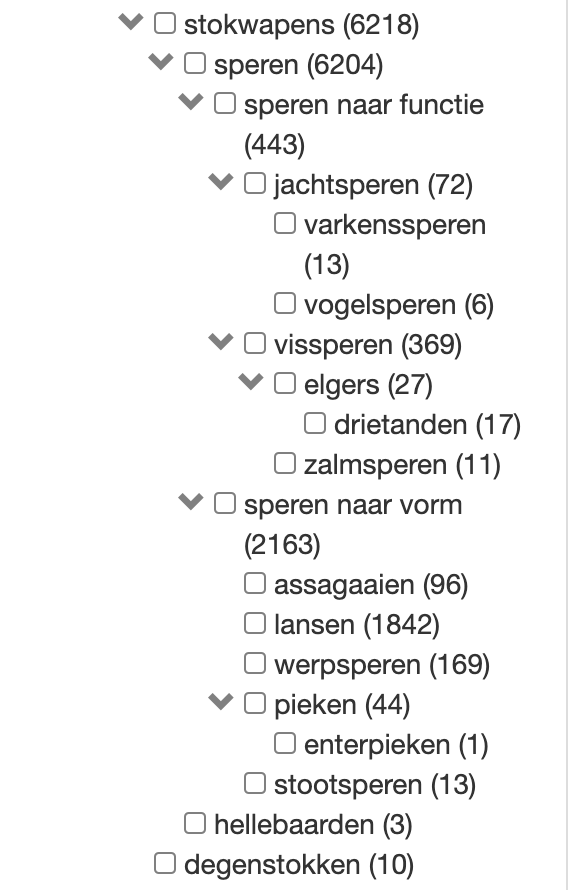 stokwapens (6218)
speren (6204)
speren naar functie
(443)
jachtsperen (72)
varkenssperen
(13)
vogelsperen (6)
vissperen (369)
elgers (27)
drietanden (17)
zalmsperen (11)
speren naar vorm
(2163)
assagaaien (96)
lansen (1842)
werpsperen (169)
pieken (44)
enterpieken (1)
stootsperen (13)
hellebaarden (3)
degenstokken (10)